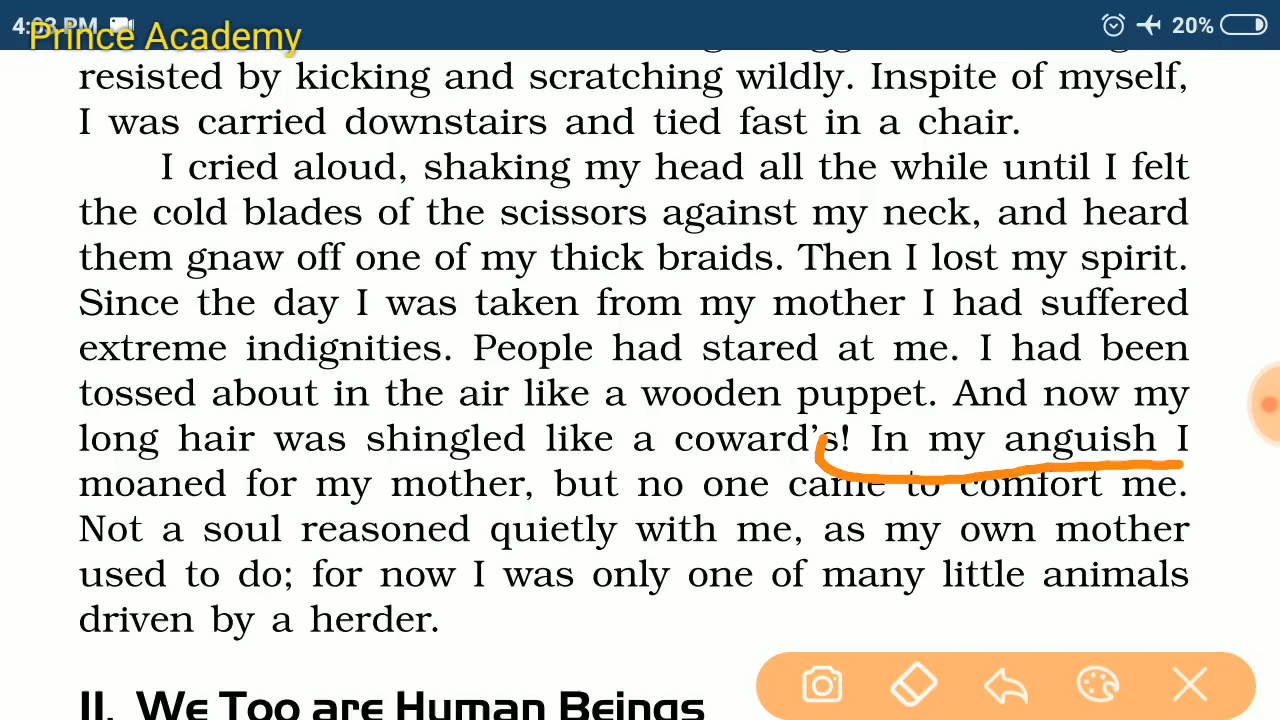 4:03 PM
20%
Prince Academy
resisted by kicking and scratching wildly. Inspite of myself,
I was carried downstairs and tied fast in a chair.
I cried aloud, shaking my head all the while until I felt
the cold blades of the scissors against my neck, and heard
them gnaw off one of my thick braids. Then I lost my spirit.
Since the day I was taken from my mother I had suffered
extreme indignities. People had stared at me. I had been
tossed about in the air like a wooden puppet. And now my
long hair was shingled like a coward’s! In my anguish I
moaned for my mother, but no one came to comfort me.
Not a soul reasoned quietly with me, as my own mother
used to do; for now I was only one of many little animals
driven by a herder.
II. We Too are Human Beings